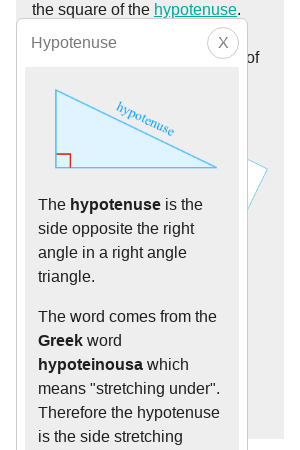 the square of the hypotenuse.
Hypotenuse
X
of
hypotenuse
The hypotenuse is the
side opposite the right
angle in a right angle
triangle.
The word comes from the
Greek word
hypoteinousa which
means "stretching under".
Therefore the hypotenuse
is the side stretching